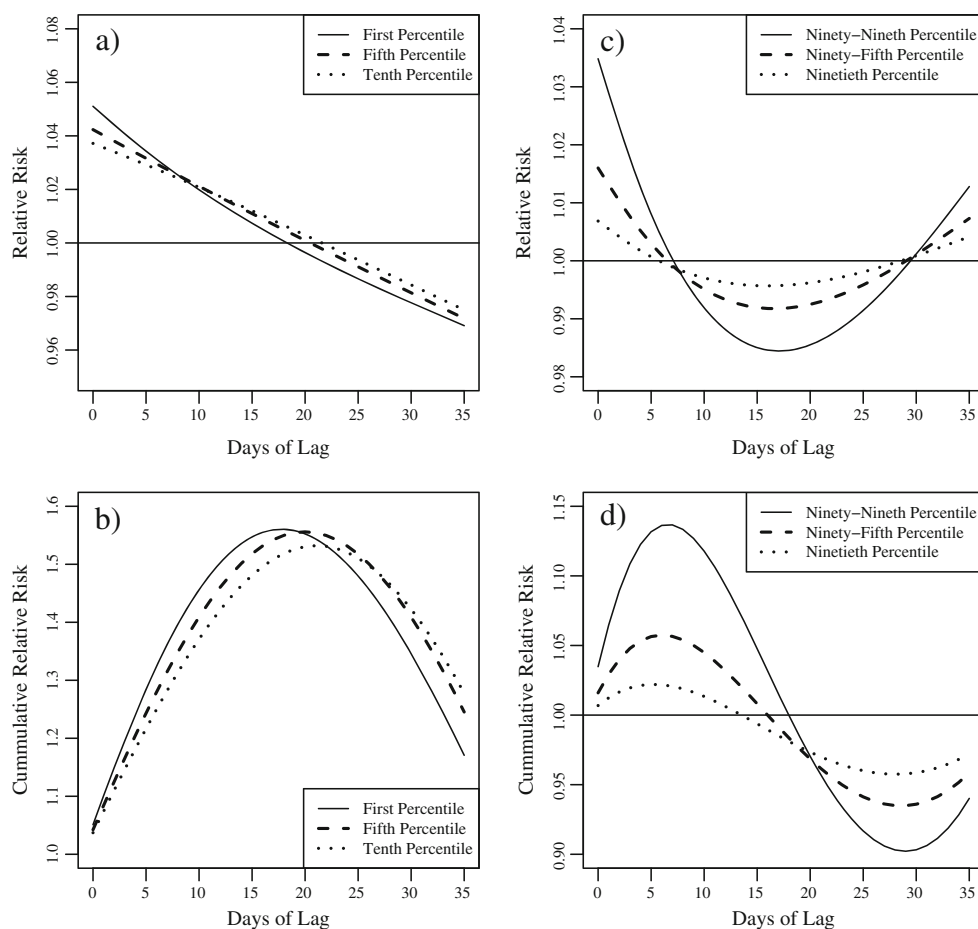 a)
First Percentile
Fifth Percentile
Tenth Percentile
Relative Risk
1.08
1.06
1.04
1.02
1.00
0.98
0.96
0 5 10 15 20 25 30 35
Days of Lag
c)
Ninety-Nineth Percentile
Ninety-Fifth Percentile
Ninetieth Percentile
Relative Risk
1.04
1.03
1.02
1.01
1.00
0.99
0.98
0 5 10 15 20 25 30 35
Days of Lag
b)
First Percentile
Fifth Percentile
Tenth Percentile
Cummulative Relative Risk
1.6
1.5
1.4
1.3
1.2
1.1
1.0
0 5 10 15 20 25 30 35
Days of Lag
d)
Ninety-Nineth Percentile
Ninety-Fifth Percentile
Ninetieth Percentile
Cummulative Relative Risk
1.15
1.10
1.05
1.00
0.95
0.90
0 5 10 15 20 25 30 35
Days of Lag